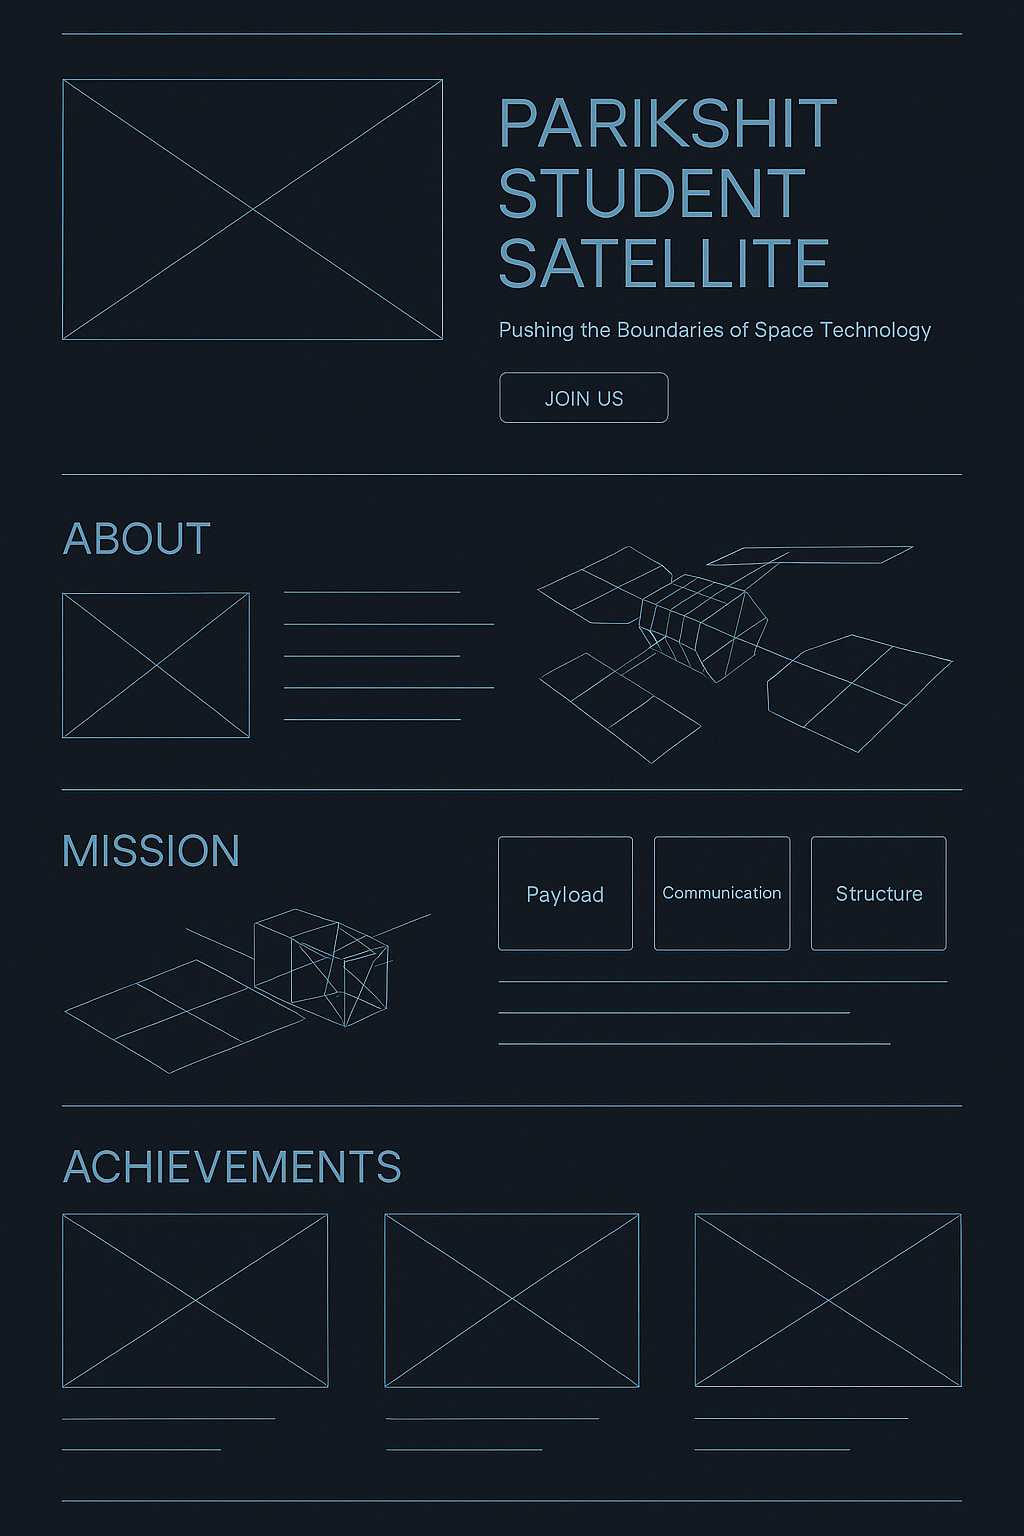 PARIKSHIT
STUDENT
SATELLITE
Pushing the Boundaries of Space Technology
JOIN US
ABOUT
MISSION
Payload
Communication
Structure
ACHIEVEMENTS